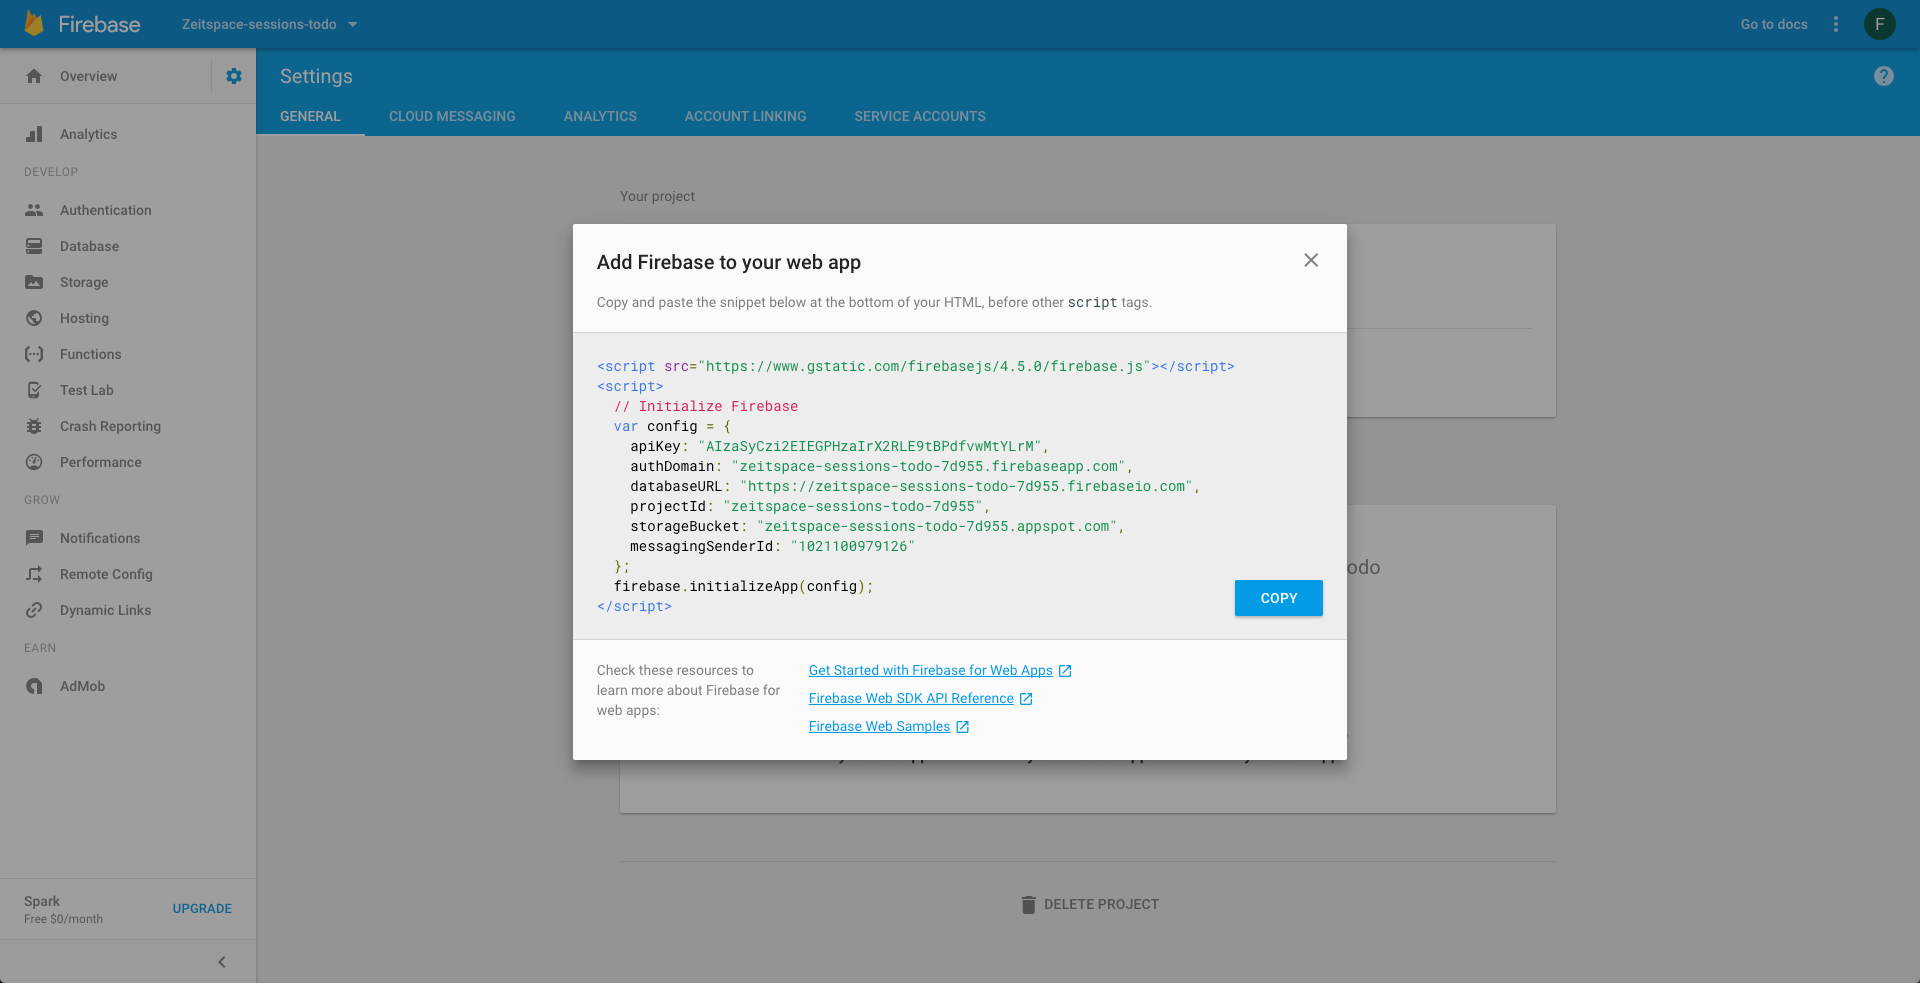 Firebase
Zeitspace-sessions-todo
Go to docs
F
Overview
Settings
GENERAL
CLOUD MESSAGING
ANALYTICS
ACCOUNT LINKING
SERVICE ACCOUNTS
Analytics
DEVELOP
Authentication
Database
Storage
Hosting
Functions
Test Lab
Crash Reporting
Performance
GROW
Notifications
Remote Config
Dynamic Links
EARN
AdMob
Spark
Free $0/month
UPGRADE
Your project
Add Firebase to your web app
Copy and paste the snippet below at the bottom of your HTML, before other script tags.
<script src="https://www.gstatic.com/firebasejs/4.5.0/firebase.js"></script>
<script>
  // Initialize Firebase
  var config = {
    apiKey: "AIzaSyCzi2EIEGPHzaIrX2RLE9tBPdfvwMtYLrM",
    authDomain: "zeitspace-sessions-todo-7d955.firebaseapp.com",
    databaseURL: "https://zeitspace-sessions-todo-7d955.firebaseio.com",
    projectId: "zeitspace-sessions-todo-7d955",
    storageBucket: "zeitspace-sessions-todo-7d955.appspot.com",
    messagingSenderId: "1021100979126"
  };
  firebase.initializeApp(config);
</script>
COPY
odo
Check these resources to
learn more about Firebase for
web apps:
Get Started with Firebase for Web Apps
Firebase Web SDK API Reference
Firebase Web Samples
DELETE PROJECT